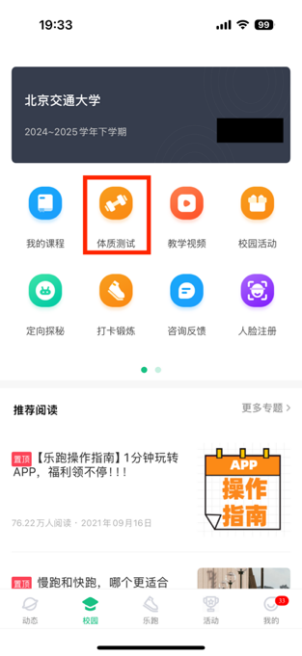 19:33
99
北京交通大学
2024~2025学年下学期
我的课程
体质测试
教学视频
校园活动
定向探秘
打卡锻炼
咨询反馈
人脸注册
推荐阅读
更多专题
置顶【乐跑操作指南】1分钟玩转
APP，福利领不停！！！
76.22万人阅读 · 2021年09月16日
APP
操作
指南
置顶 慢跑和快跑，哪个更适合
动态
校园
乐跑
活动
我的
33